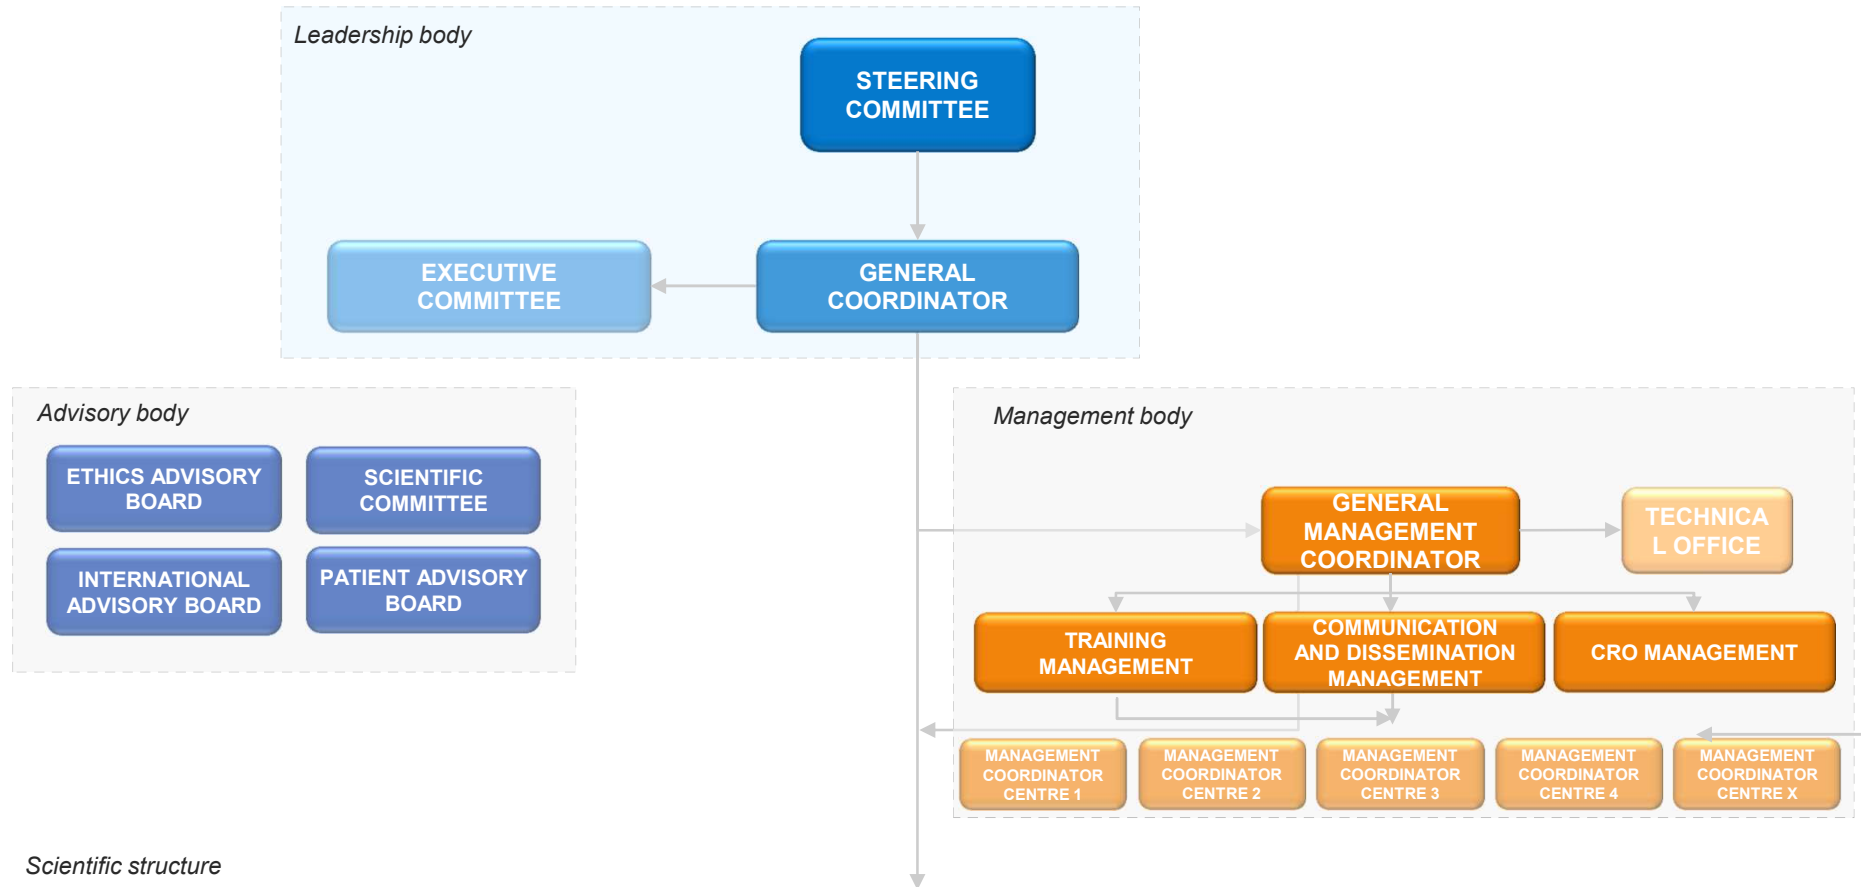 Leadership body
STEERING
COMMITTEE
EXECUTIVE
COMMITTEE
GENERAL
COORDINATOR
Advisory body
ETHICS ADVISORY
BOARD
SCIENTIFIC
COMMITTEE
INTERNATIONAL
ADVISORY BOARD
PATIENT ADVISORY
BOARD
Management body
GENERAL
MANAGEMENT
COORDINATOR
TECHNICA
L OFFICE
TRAINING
MANAGEMENT
COMMUNICATION
AND DISSEMINATION
MANAGEMENT
CRO MANAGEMENT
MANAGEMENT
COORDINATOR
CENTRE 1
MANAGEMENT
COORDINATOR
CENTRE 2
MANAGEMENT
COORDINATOR
CENTRE 3
MANAGEMENT
COORDINATOR
CENTRE 4
MANAGEMENT
COORDINATOR
CENTRE X
Scientific structure